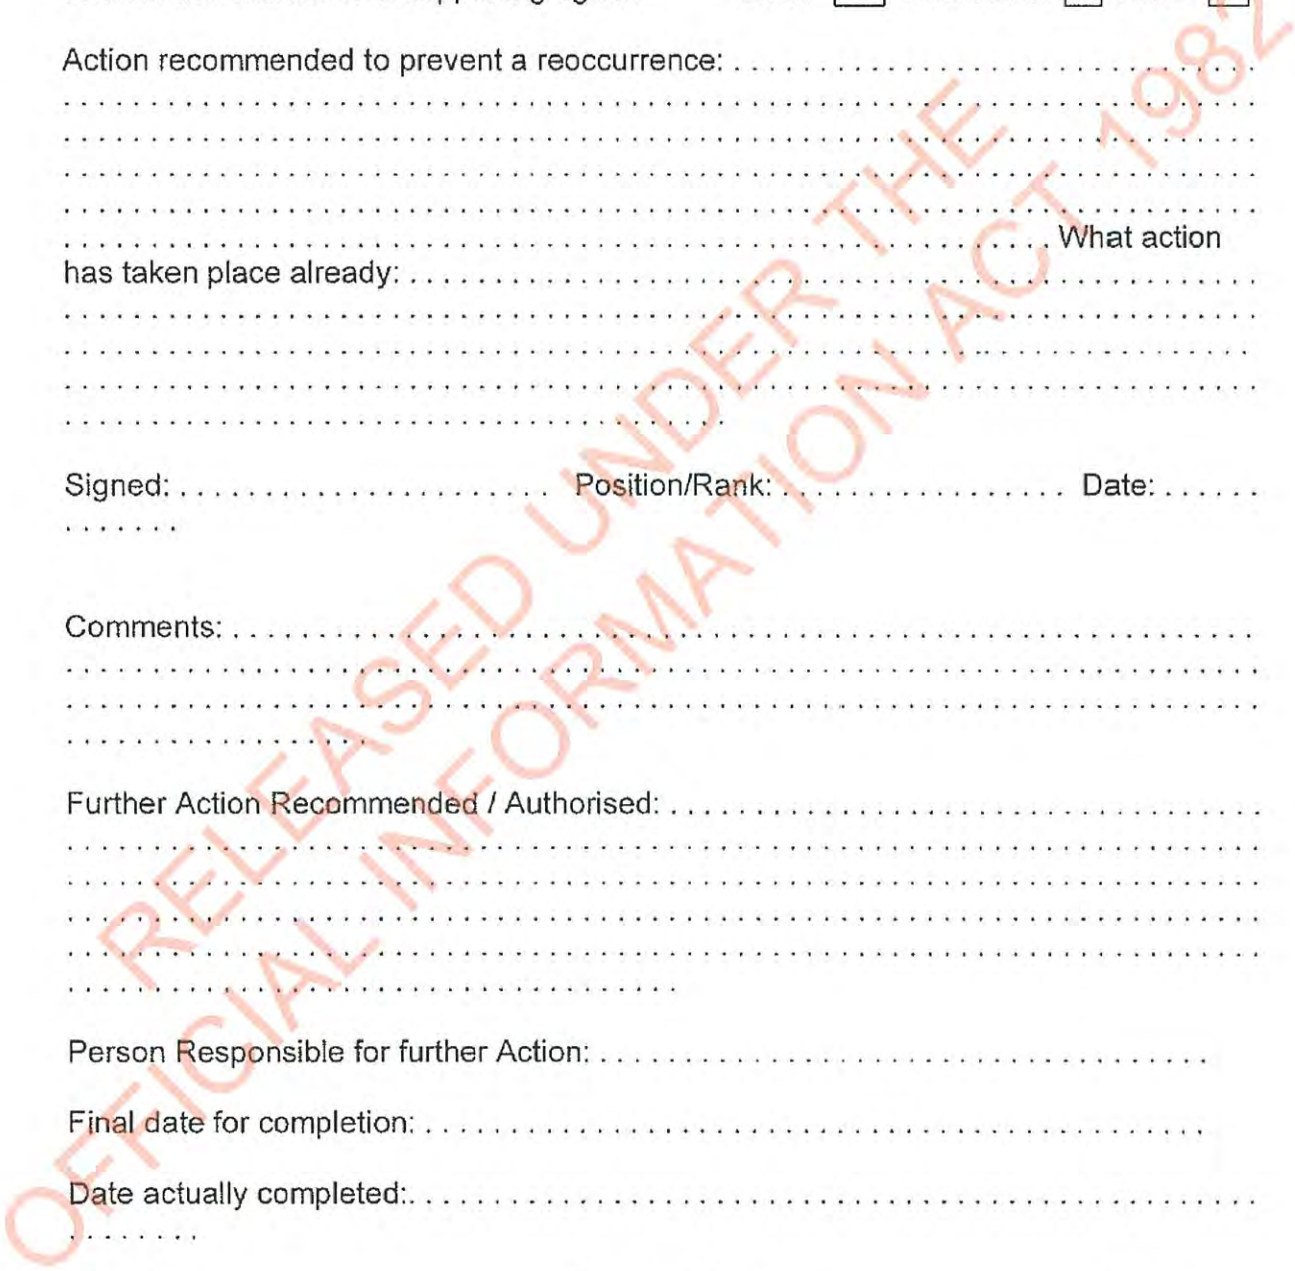 Action recommended to prevent a reoccurrence: . . . . . . . . . . . . . . . . . . . . . . . . . . . . . .
. . . . . . . . . . . . . . . . . . . . . . . . . . . . . . . . . . . . . . . . . . . . . . . . . . . . . . . . . . . .
. . . . . . . . . . . . . . . . . . . . . . . . . . . . . . . . . . . . . . . . . . . . . . . . . . . . . . . . . . . .
. . . . . . . . . . . . . . . . . . . . . . . . . . . . . . . . . . . . . . . . . . . . . . . . . . . . . . . . . . . .
. . . . . . . . . . . . . . . . . . . . . . . . . . . . . . . . . . . . . . . . . . . . . . . . . . . . . . . . . . . .
. . . . . . . . . . . . . . . . . . . . . . . . . . . . . . . . . . . . . . . . . . . . . . . . . . What action
has taken place already: . . . . . . . . . . . . . . . . . . . . . . . . . . . . . . . . . . . . . . . . . . .
. . . . . . . . . . . . . . . . . . . . . . . . . . . . . . . . . . . . . . . . . . . . . . . . . . . . . . . . . . . .
. . . . . . . . . . . . . . . . . . . . . . . . . . . . . . . . . . . . . . . . . . . . . . . . . . . . . . . . . . . .
. . . . . . . . . . . . . . . . . . . . . . . . . . . . . . . . . . . . . . . . . . . . . . . . . . . . . . . . . . . .
. . . . . . . . . . . . . . . . . . . . . . . . . . . . . . . . .
Signed: . . . . . . . . . . . . . . . . . . . . . . Position/Rank: . . . . . . . . . . . . . . . . . Date: . . . . . .
. . . . . . .
Comments: . . . . . . . . . . . . . . . . . . . . . . . . . . . . . . . . . . . . . . . . . . . . . . . . . . .
. . . . . . . . . . . . . . . . . . . . . . . . . . . . . . . . . . . . . . . . . . . . . . . . . . . . . . . . . . . .
. . . . . . . . . . . . . . . . . . . . . . . . . . . . . . . . . . . . . . . . . . . . . . . . . . . . . . . . . . . .
. . . . . . . . . . . . . . . . . .
Further Action Recommended / Authorised: . . . . . . . . . . . . . . . . . . . . . . . . . . . . . .
. . . . . . . . . . . . . . . . . . . . . . . . . . . . . . . . . . . . . . . . . . . . . . . . . . . . . . . . . . . .
. . . . . . . . . . . . . . . . . . . . . . . . . . . . . . . . . . . . . . . . . . . . . . . . . . . . . . . . . . . .
. . . . . . . . . . . . . . . . . . . . . . . . . . . . . . . . . . . . . . . . . . . . . . . . . . . . . . . . . . . .
. . . . . . . . . . . . . . . . . . . . . . . . . . . . . . . . . . . . . . . . . . . . . . . . . . . . . . . . . . . .
. . . . . . . . . . . . . . . . . . . . . . . . . . . . . . . . . . .
Person Responsible for further Action: . . . . . . . . . . . . . . . . . . . . . . . . . . . . . . .
Final date for completion: . . . . . . . . . . . . . . . . . . . . . . . . . . . . . . . . . . . . . . . .
Date actually completed:. . . . . . . . . . . . . . . . . . . . . . . . . . . . . . . . . . . . . . . . . . .
. . . . . . . .
RELEASED UNDER THE
OFFICIAL INFORMATION ACT 1982